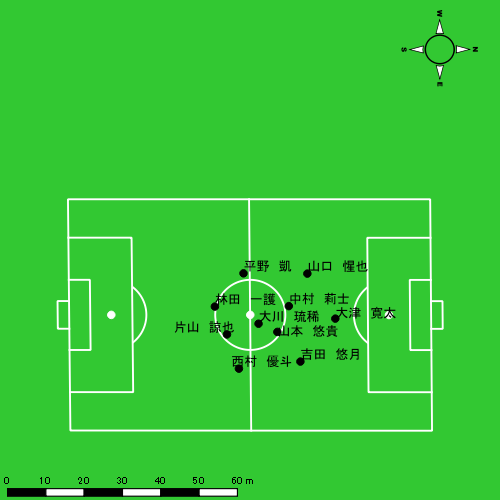 W
S
N
E
平野 凱
山口 惺也
林田 一護
中村 莉士
大川 琉稀
大津 寛太
片山 諒也
山本 悠貴
西村 優斗
吉田 悠月
0 10 20 30 40 50 60 m